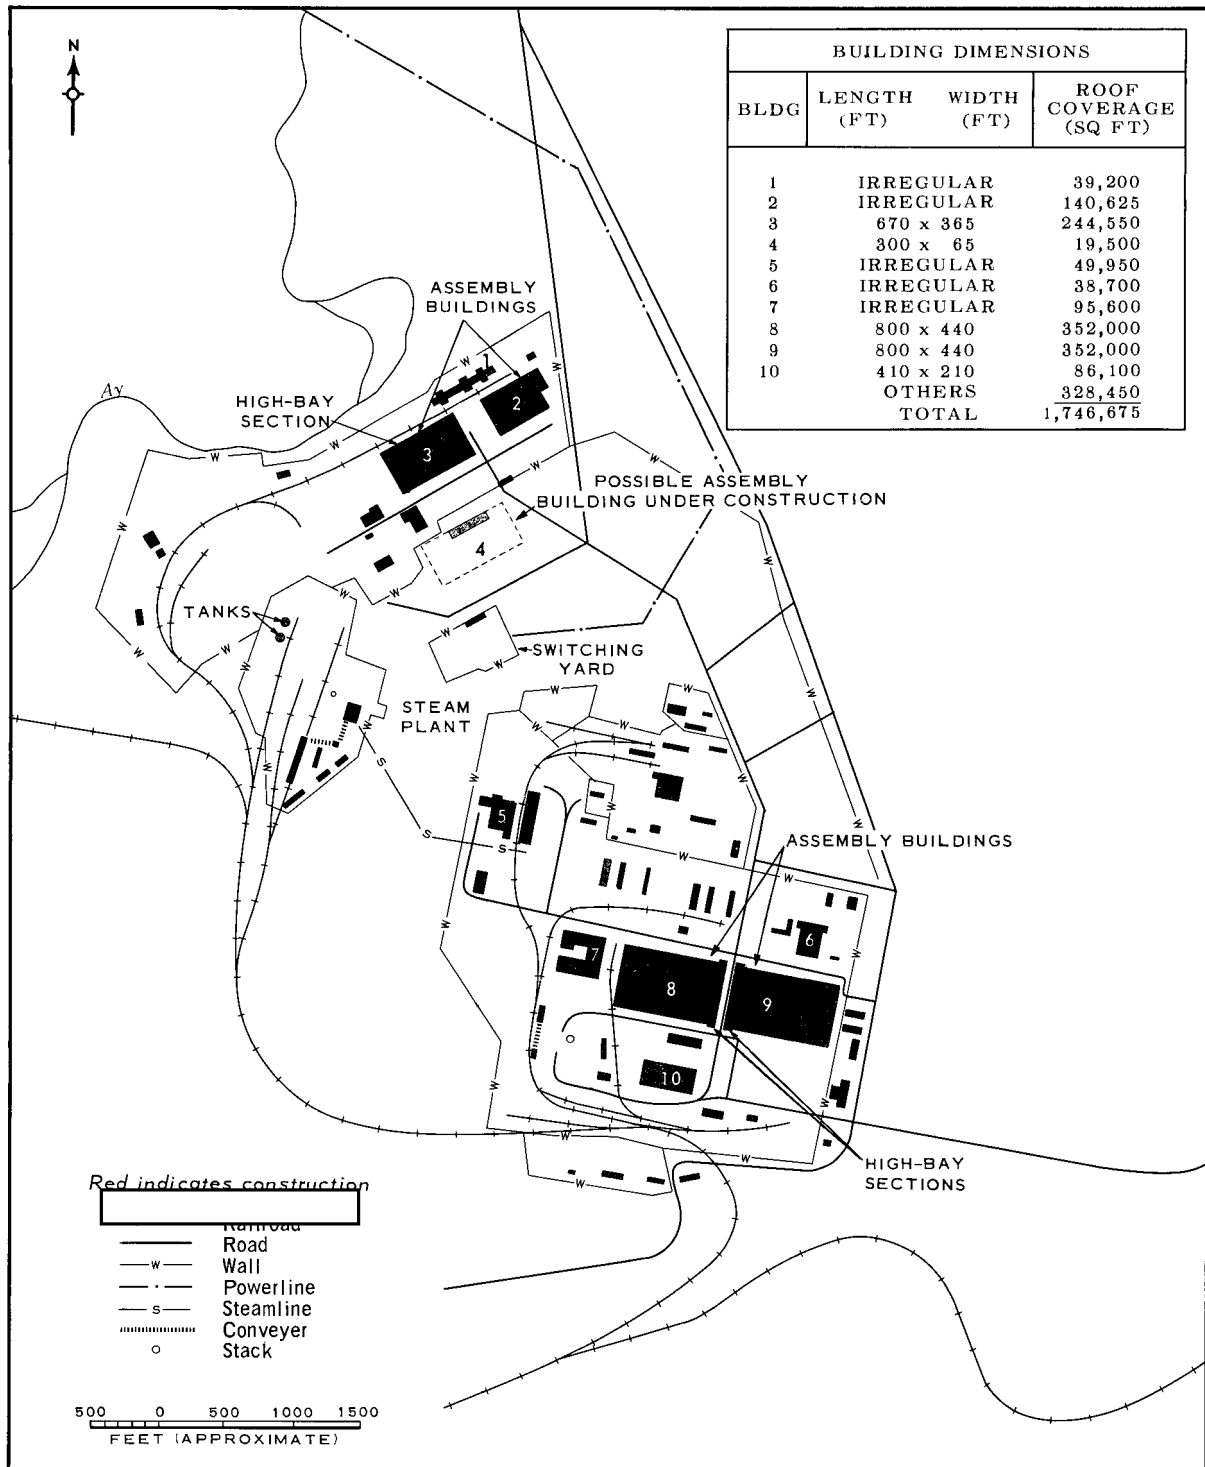 N
BUILDING DIMENSIONS
BLDG LENGTH (FT) WIDTH (FT) ROOF COVERAGE (SQ FT)
1 IRREGULAR 39,200
2 IRREGULAR 140,625
3 670 x 365 244,550
4 300 x 65 19,500
5 IRREGULAR 49,950
6 IRREGULAR 38,700
7 IRREGULAR 95,600
8 800 x 440 352,000
9 800 x 440 352,000
10 410 x 210 86,100
OTHERS 328,450
TOTAL 1,746,675
ASSEMBLY
BUILDINGS
HIGH-BAY
SECTION
1
2
3
POSSIBLE ASSEMBLY
BUILDING UNDER CONSTRUCTION
4
TANKS
SWITCHING
YARD
STEAM
PLANT
5
ASSEMBLY BUILDINGS
6
7
8
9
10
HIGH-BAY
SECTIONS
Red indicates construction
Railroad
Road
W Wall
Powerline
S Steamline
Conveyer
Stack
500 0 500 1000 1500
FEET (APPROXIMATE)